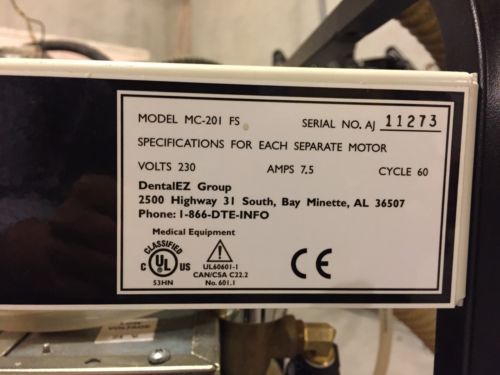 MODEL MC-201 FS
SERIAL NO. AJ 11273
SPECIFICATIONS FOR EACH SEPARATE MOTOR
VOLTS 230 AMPS 7.5 CYCLE 60
DentalEZ Group
2500 Highway 31 South, Bay Minette, AL 36507
Phone: 1-866-DTE-INFO
Medical Equipment
CLASSIFIED
C UL US
53HN
UL60601-1
CAN/CSA C22.2
No. 601.1
CE
LOW
VOLTAGE